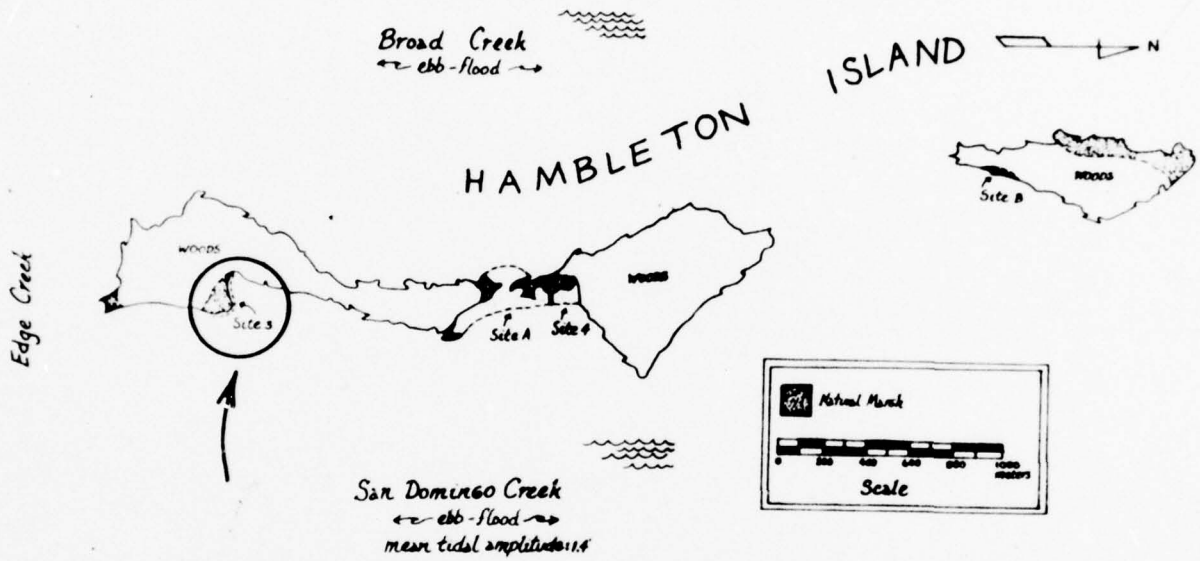 Broad Creek
ebb-flood
HAMBLETON ISLAND
N
WOODS
Site B
Edge Creek
WOODS
Site 3
Site A
Site 4
WOODS
Natural Marsh
0 200 400 600 800 1000
meters
Scale
San Domingo Creek
ebb-flood
mean tidal amplitude:1.4'